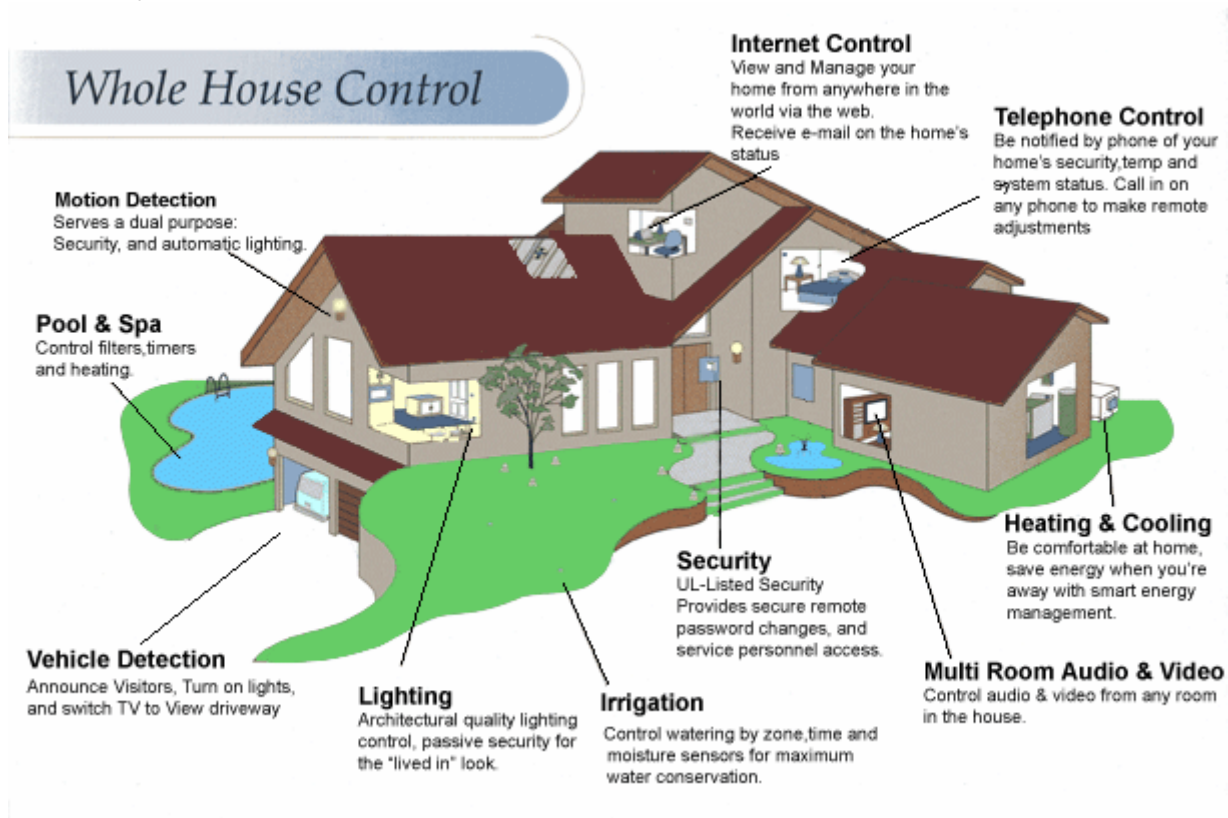 Whole House Control
Internet Control
View and Manage your
home from anywhere in the
world via the web.
Receive e-mail on the home's
status
Telephone Control
Be notified by phone of your
home's security,temp and
system status. Call in on
any phone to make remote
adjustments
Motion Detection
Serves a dual purpose:
Security, and automatic lighting.
Pool & Spa
Control filters,timers
and heating.
Heating & Cooling
Be comfortable at home,
save energy when you're
away with smart energy
management.
Security
UL-Listed Security
Provides secure remote
password changes, and
service personnel access.
Vehicle Detection
Announce Visitors, Turn on lights,
and switch TV to View driveway
Lighting
Architectural quality lighting
control, passive security for
the "lived in" look.
Irrigation
Control watering by zone,time and
moisture sensors for maximum
water conservation.
Multi Room Audio & Video
Control audio & video from any room
in the house.